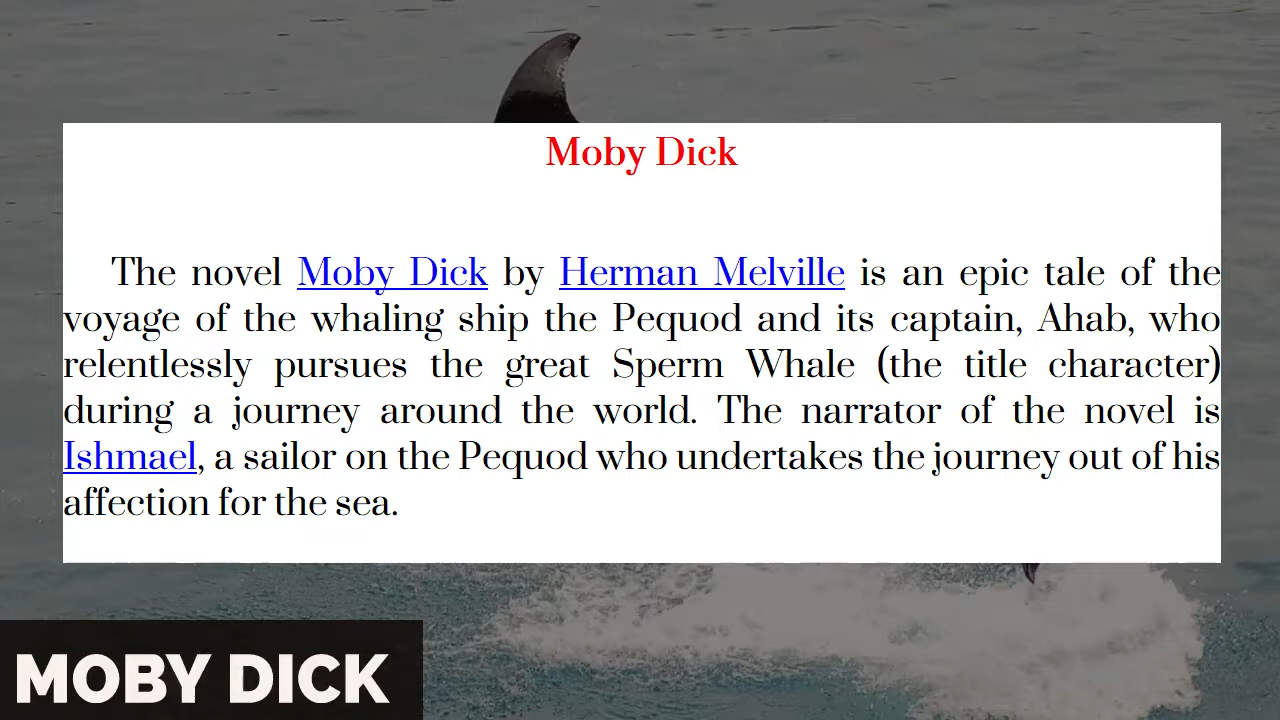 Moby Dick
The novel Moby Dick by Herman Melville is an epic tale of the
voyage of the whaling ship the Pequod and its captain, Ahab, who
relentlessly pursues the great Sperm Whale (the title character)
during a journey around the world. The narrator of the novel is
Ishmael, a sailor on the Pequod who undertakes the journey out of his
affection for the sea.
MOBY DICK